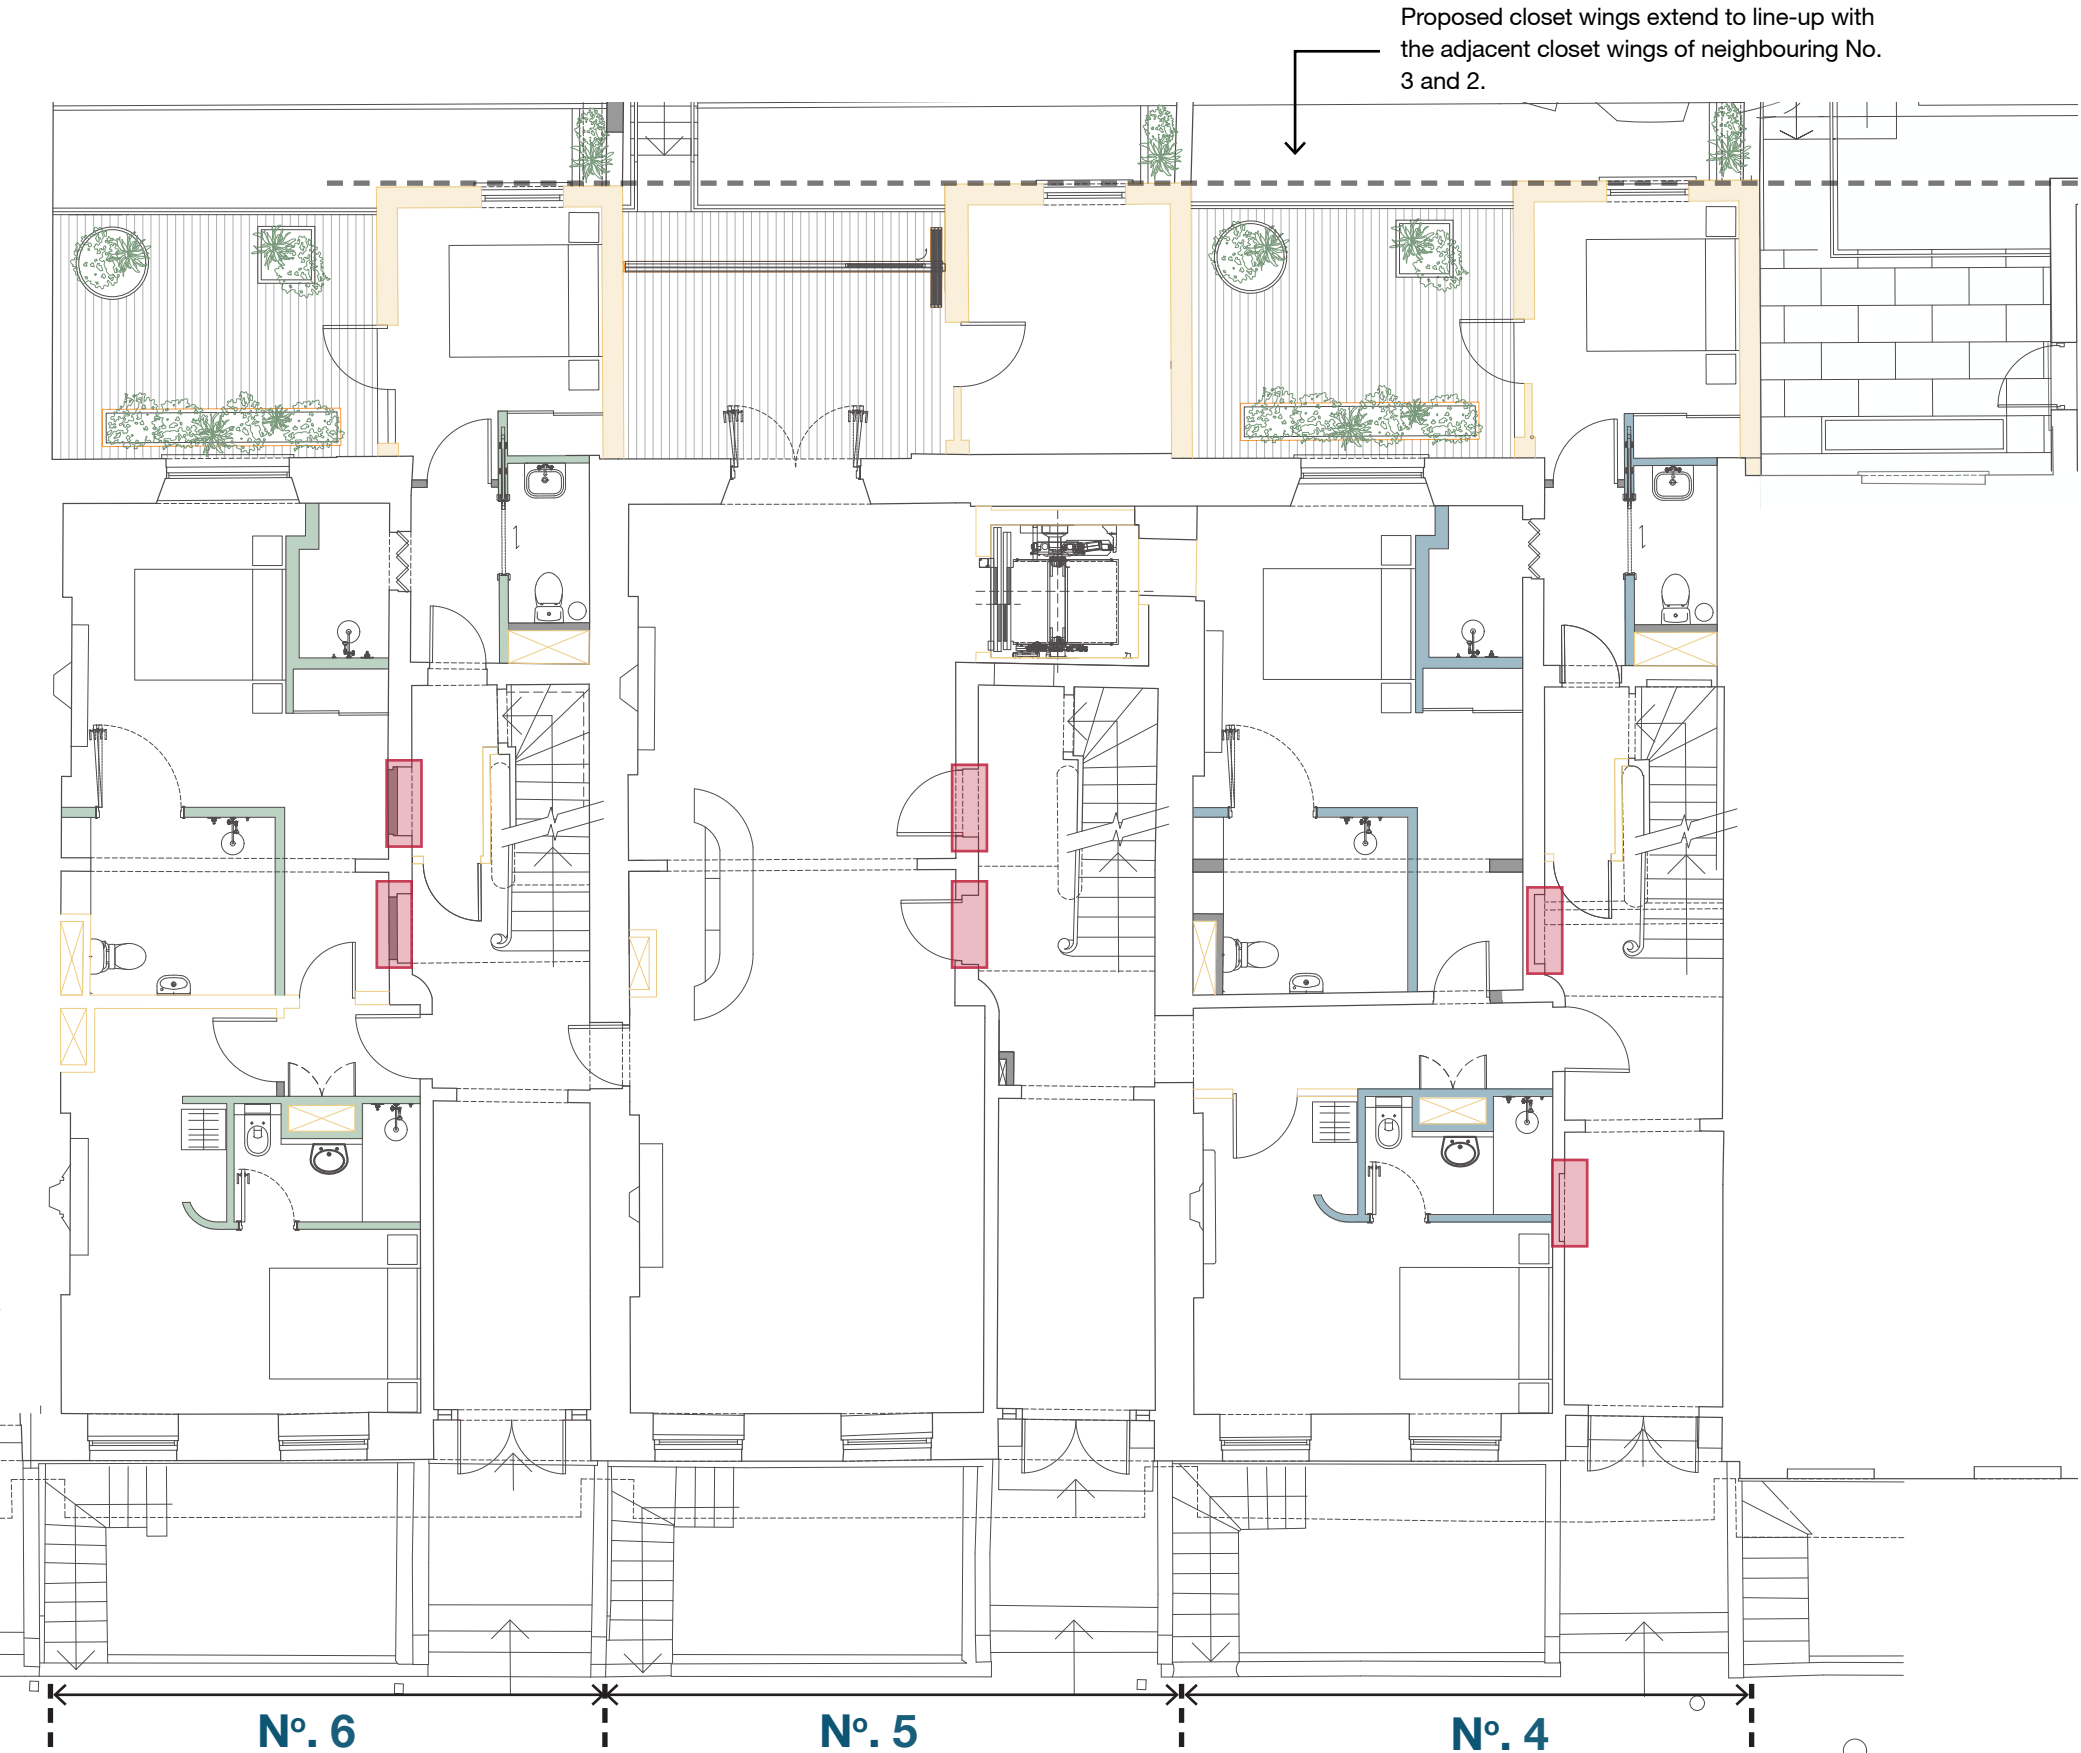 Proposed closet wings extend to line-up with
the adjacent closet wings of neighbouring No.
3 and 2.
Nº. 6
Nº. 5
Nº. 4